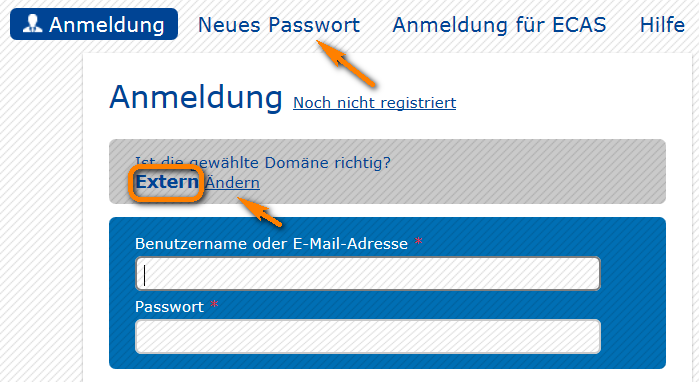 Anmeldung Neues Passwort Anmeldung für ECAS Hilfe
Anmeldung Noch nicht registriert
Ist die gewählte Domäne richtig?
Extern Ändern
Benutzername oder E-Mail-Adresse *
Passwort *